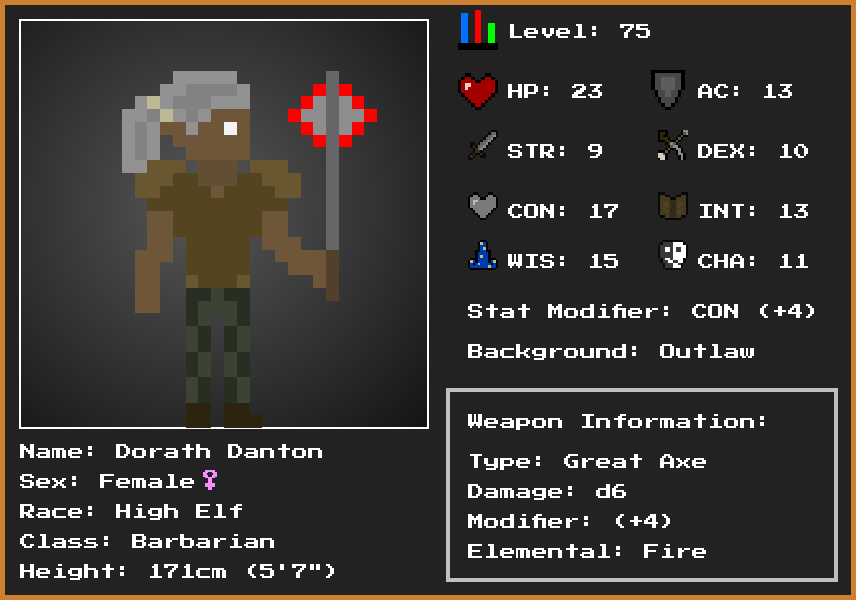 Level: 75
HP: 23
AC: 13
STR: 9
DEX: 10
CON: 17
INT: 13
WIS: 15
CHA: 11
Stat Modifier: CON (+4)
Background: Outlaw
Weapon Information:
Type: Great Axe
Damage: d6
Modifier: (+4)
Elemental: Fire
Name: Dorath Danton
Sex: Female♀
Race: High Elf
Class: Barbarian
Height: 171cm (5'7")